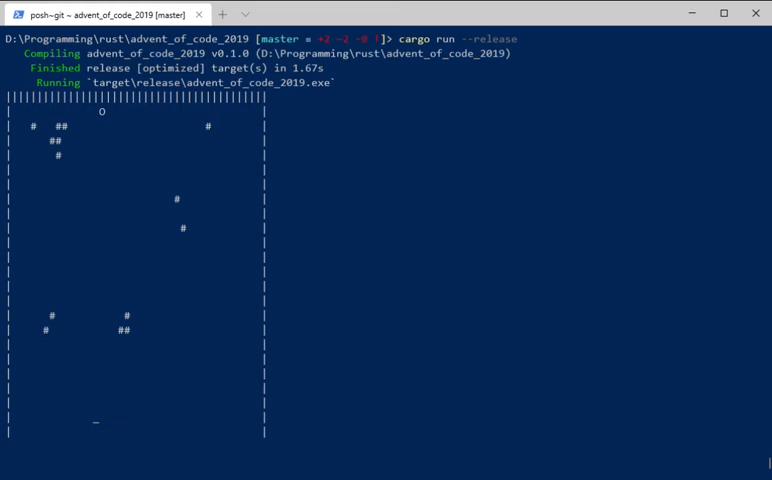 posh~git ~ advent_of_code_2019 [master]
D:\Programming\rust\advent_of_code_2019 [master ≡ +2 ~2 -0 !]> cargo run --release
Compiling advent_of_code_2019 v0.1.0 (D:\Programming\rust\advent_of_code_2019)
Finished release [optimized] target(s) in 1.67s
Running `target\release\advent_of_code_2019.exe`
||||||||||||||||||||||||||||||||||||||||||
|              O                         |
|   #   ##                      #        |
|      ##                                |
|       #                                |
|                                        |
|                                        |
|                          #             |
|                                        |
|                           #            |
|                                        |
|                                        |
|                                        |
|                                        |
|                                        |
|      #           #                     |
|     #           ##                     |
|                                        |
|                                        |
|                                        |
|                                        |
|                                        |
|             _                          |
|                                        |